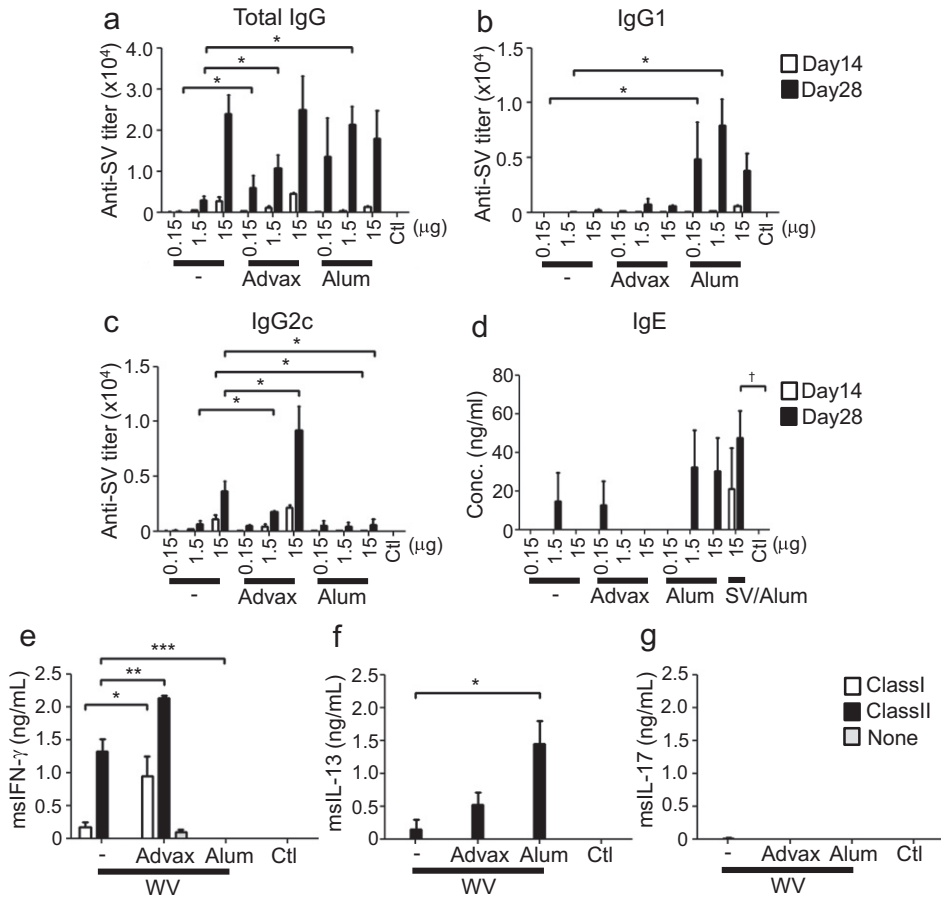 a
Total IgG
Anti-SV titer (x10⁴)
4.0
3.0
2.0
1.0
0
*
*
*
0.15
1.5
15
0.15
1.5
15
0.15
1.5
15
Ctl
(μg)
-
Advax
Alum
b
IgG1
Anti-SV titer (x10⁴)
1.5
1.0
0.5
0
*
*
Day14
Day28
0.15
1.5
15
0.15
1.5
15
0.15
1.5
15
Ctl
(μg)
-
Advax
Alum
c
IgG2c
Anti-SV titer (x10⁴)
1.5
1.0
0.5
0
*
*
*
*
0.15
1.5
15
0.15
1.5
15
0.15
1.5
15
Ctl
(μg)
-
Advax
Alum
d
IgE
Conc. (ng/ml)
80
60
40
20
0
†
Day14
Day28
0.15
1.5
15
0.15
1.5
15
0.15
1.5
15
15
Ctl
μg
-
Advax
Alum
SV/Alum
e
msIFN-γ (ng/mL)
2.5
2.0
1.5
1.0
0.5
0
***
**
*
-
Advax
Alum
Ctl
WV
f
msIL-13 (ng/mL)
2.5
2.0
1.5
1.0
0.5
0
*
-
Advax
Alum
Ctl
WV
g
msIL-17 (ng/mL)
2.5
2.0
1.5
1.0
0.5
0
ClassI
ClassII
None
-
Advax
Alum
Ctl
WV